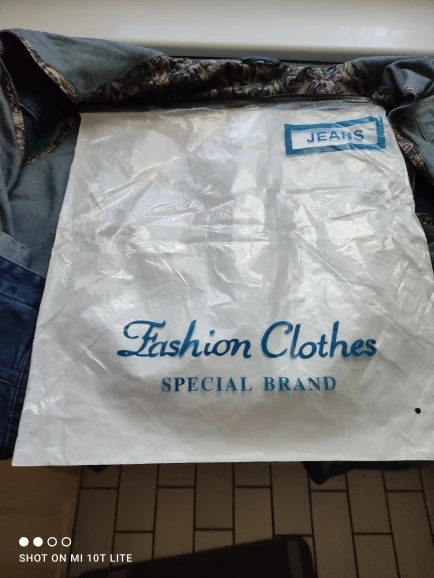 JEANS
Fashion Clothes
SPECIAL BRAND
SHOT ON MI 10T LITE